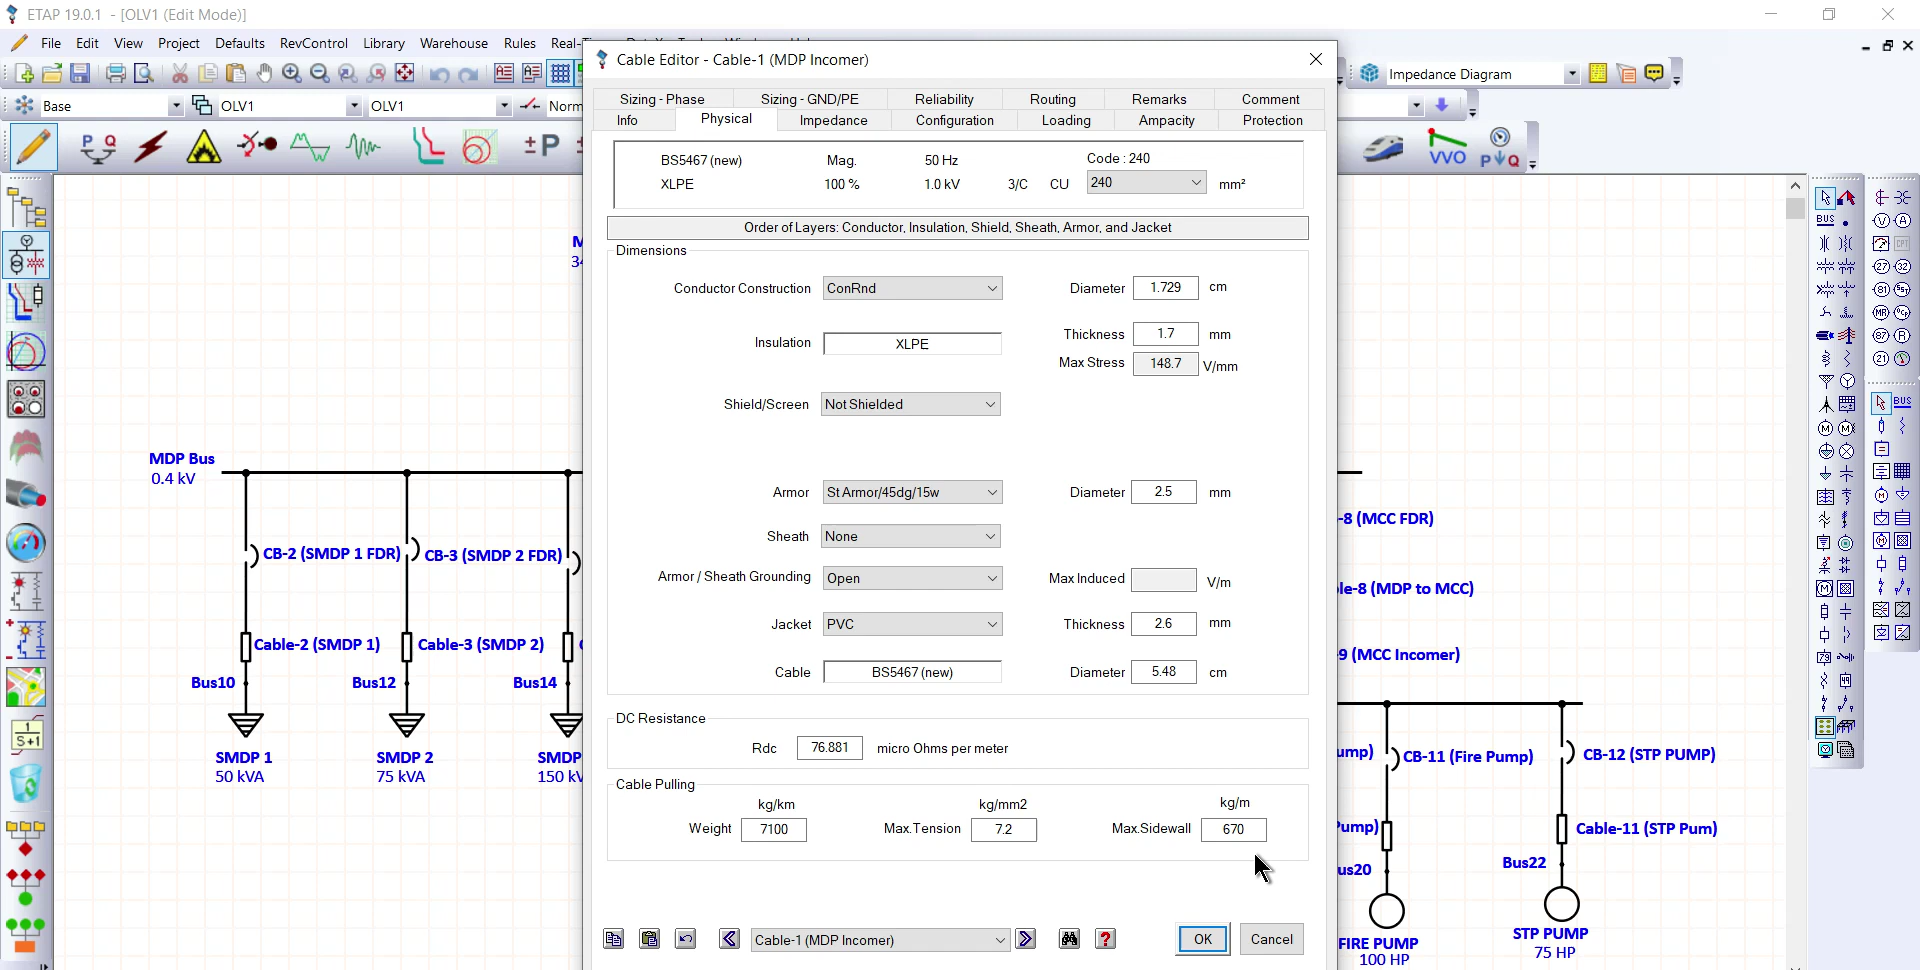 ETAP 19.0.1 - [OLV1 (Edit Mode)]
File Edit View Project Defaults RevControl Library Warehouse Rules
Base OLV1 OLV1
Impedance Diagram
Cable Editor - Cable-1 (MDP Incomer)
Sizing - Phase Sizing - GND/PE Reliability Routing Remarks Comment
Info Physical Impedance Configuration Loading Ampacity Protection
BS5467 (new) Mag. 50 Hz Code : 240
XLPE 100 % 1.0 kV 3/C CU 240 mm²
Order of Layers: Conductor, Insulation, Shield, Sheath, Armor, and Jacket
Dimensions
Conductor Construction ConRnd Diameter 1.729 cm
Insulation XLPE Thickness 1.7 mm
Max Stress 148.7 V/mm
Shield/Screen Not Shielded
Armor St Armor/45dg/15w Diameter 2.5 mm
Sheath None
Armor / Sheath Grounding Open Max Induced V/m
Jacket PVC Thickness 2.6 mm
Cable BS5467 (new) Diameter 5.48 cm
DC Resistance
Rdc 76.881 micro Ohms per meter
Cable Pulling
kg/km kg/mm2 kg/m
Weight 7100 Max.Tension 7.2 Max.Sidewall 670
Cable-1 (MDP Incomer)
OK Cancel
MDP Bus
0.4 kV
CB-2 (SMDP 1 FDR) CB-3 (SMDP 2 FDR)
Cable-2 (SMDP 1) Cable-3 (SMDP 2)
Bus10 Bus12 Bus14
SMDP 1 SMDP 2 SMDP
50 kVA 75 kVA
-8 (MCC FDR)
le-8 (MDP to MCC)
9 (MCC Incomer)
CB-11 (Fire Pump) CB-12 (STP PUMP)
Cable-11 (STP Pum)
us20 Bus22
FIRE PUMP STP PUMP
100 HP 75 HP
VVO
BUS
BUS